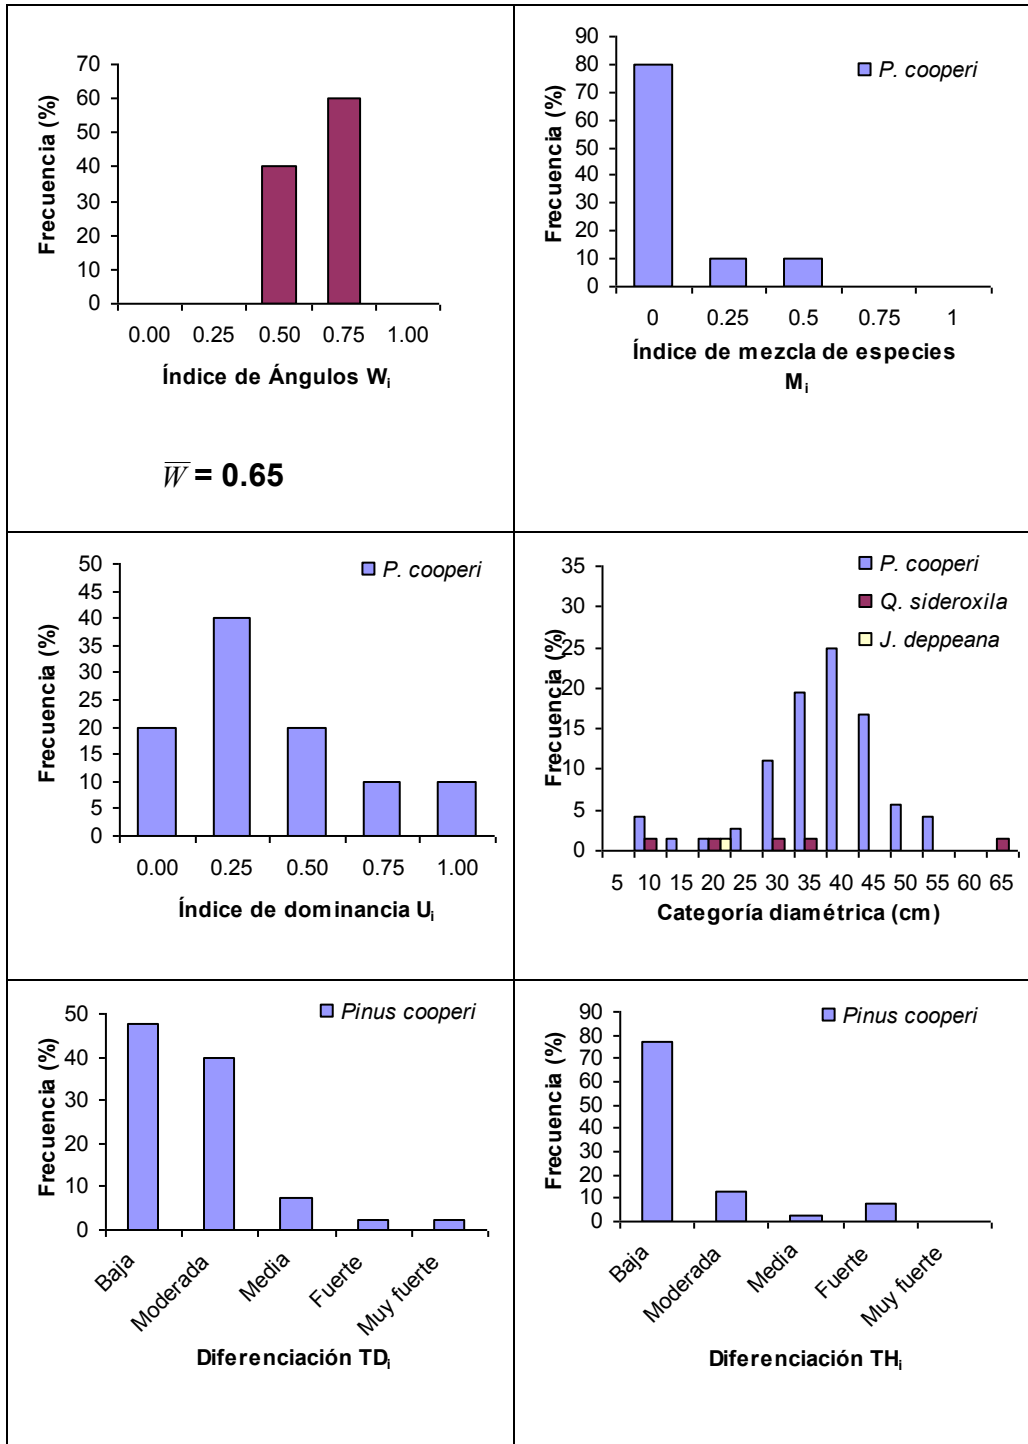 70
60
50
40
30
20
10
0
Frecuencia (%)
0.00 0.25 0.50 0.75 1.00
Índice de Ángulos Wi
W = 0.65
90
80
70
60
50
40
30
20
10
0
Frecuencia (%)
P. cooperi
0 0.25 0.5 0.75 1
Índice de mezcla de especies
Mi
50
45
40
35
30
25
20
15
10
5
0
Frecuencia (%)
P. cooperi
0.00 0.25 0.50 0.75 1.00
Índice de dominancia Ui
35
30
25
20
15
10
5
0
Frecuencia (%)
P. cooperi
Q. sideroxila
J. deppeana
5 10 15 20 25 30 35 40 45 50 55 60 65
Categoría diamétrica (cm)
50
40
30
20
10
0
Frecuencia (%)
Pinus cooperi
Baja
Moderada
Media
Fuerte
Muy fuerte
Diferenciación TDi
90
80
70
60
50
40
30
20
10
0
Frecuencia (%)
Pinus cooperi
Baja
Moderada
Media
Fuerte
Muy fuerte
Diferenciación THi